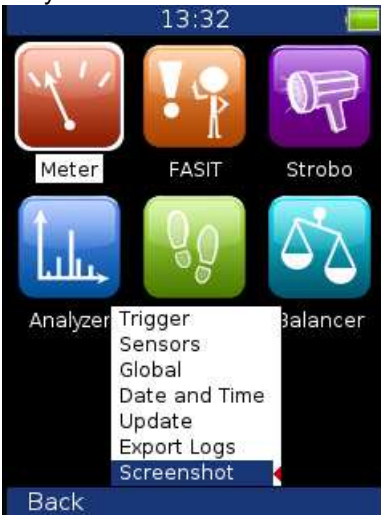 13:32
Meter
FASIT
Strobo
Analyzer
Balancer
Trigger
Sensors
Global
Date and Time
Update
Export Logs
Screenshot
Back